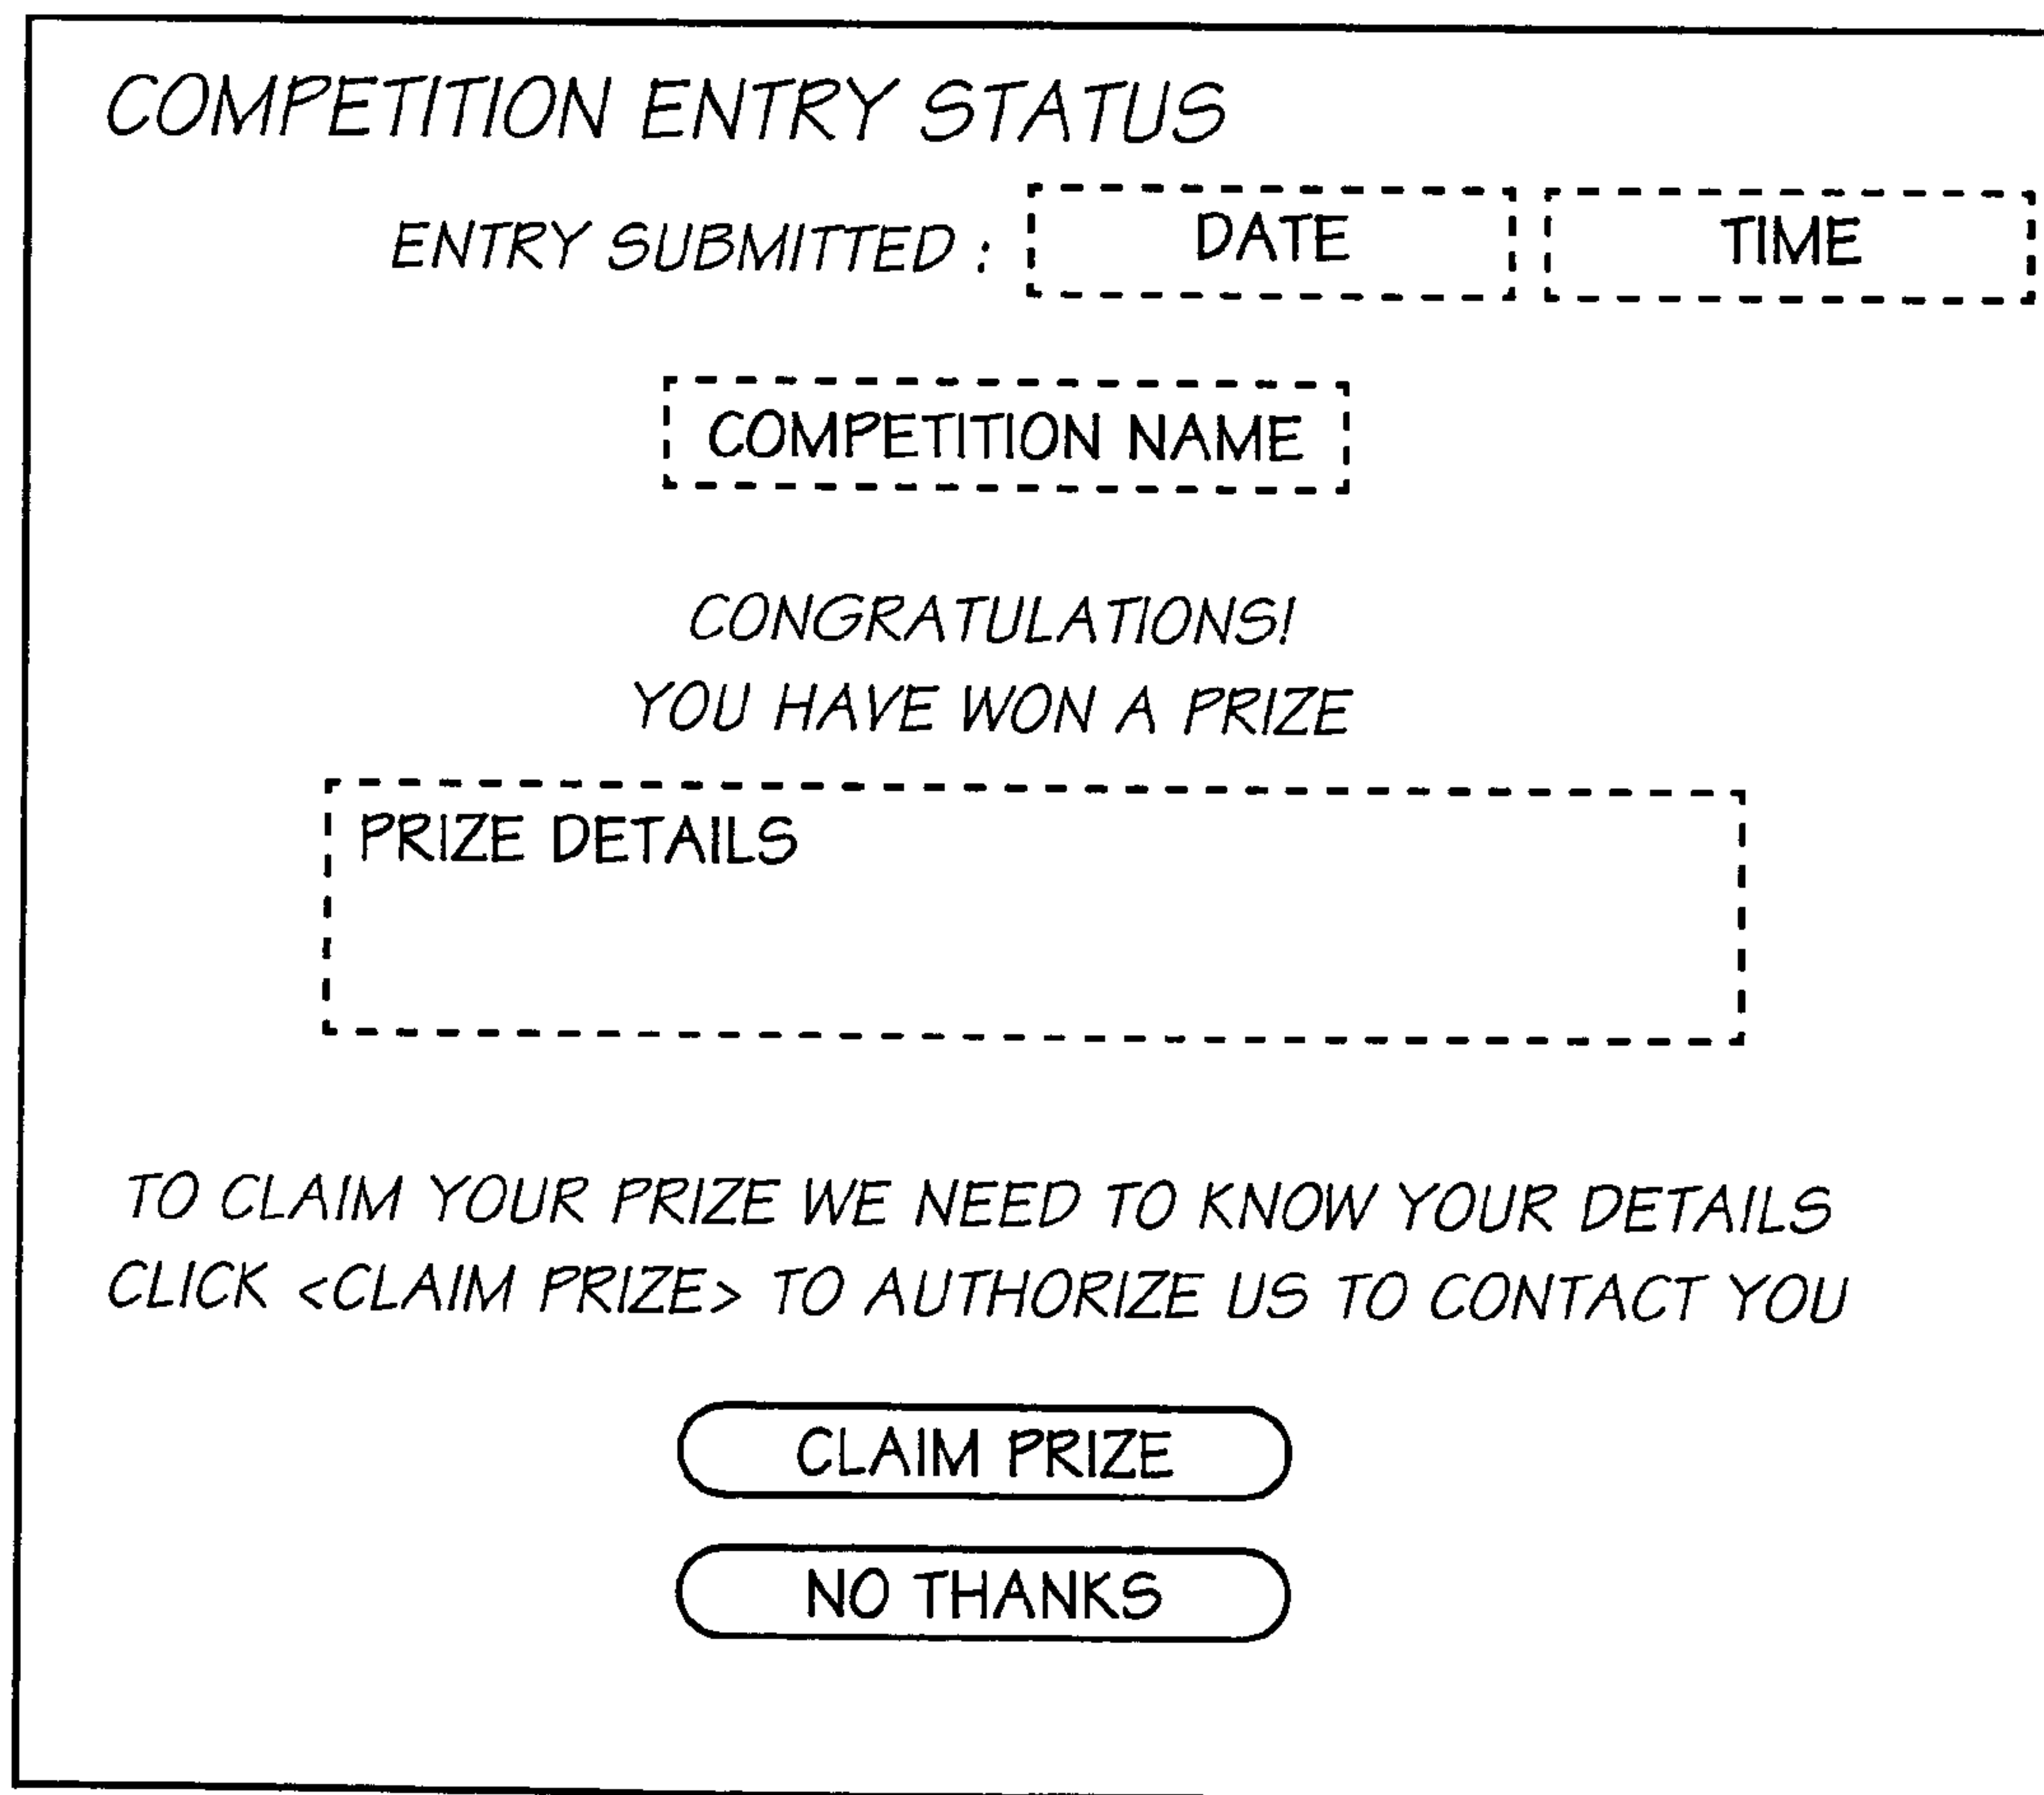 COMPETITION ENTRY STATUS
ENTRY SUBMITTED : DATE TIME
COMPETITION NAME
CONGRATULATIONS!
YOU HAVE WON A PRIZE
PRIZE DETAILS
TO CLAIM YOUR PRIZE WE NEED TO KNOW YOUR DETAILS
CLICK <CLAIM PRIZE> TO AUTHORIZE US TO CONTACT YOU
CLAIM PRIZE
NO THANKS